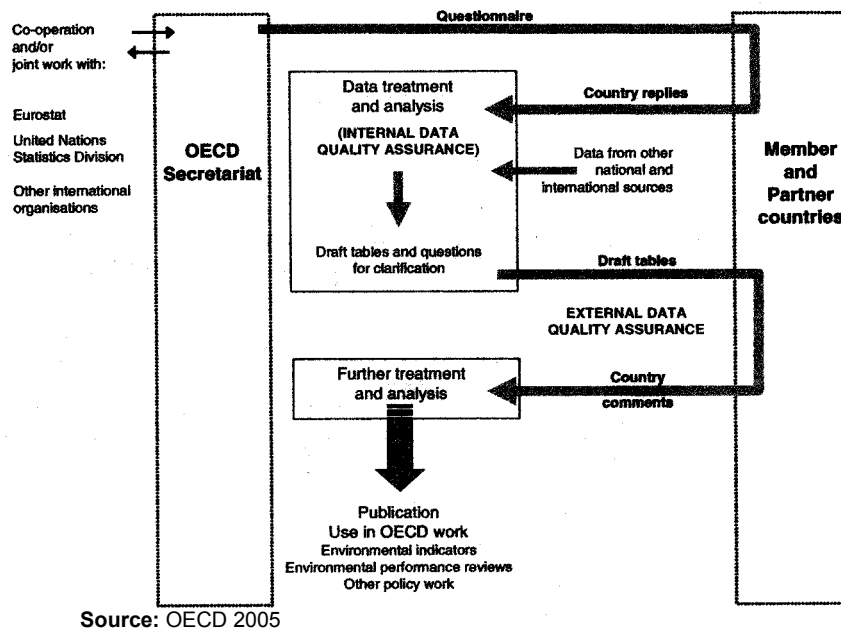 Co-operation
and/or
joint work with:
Eurostat
United Nations
Statistics Division
Other international
organisations
OECD
Secretariat
Questionnaire
Data treatment
and analysis
(INTERNAL DATA
QUALITY ASSURANCE)
Draft tables and questions
for clarification
Country replies
Data from other
national and
international sources
Draft tables
EXTERNAL DATA
QUALITY ASSURANCE
Member
and
Partner
countries
Further treatment
and analysis
Country
comments
Publication
Use in OECD work
Environmental indicators
Environmental performance reviews
Other policy work
Source: OECD 2005